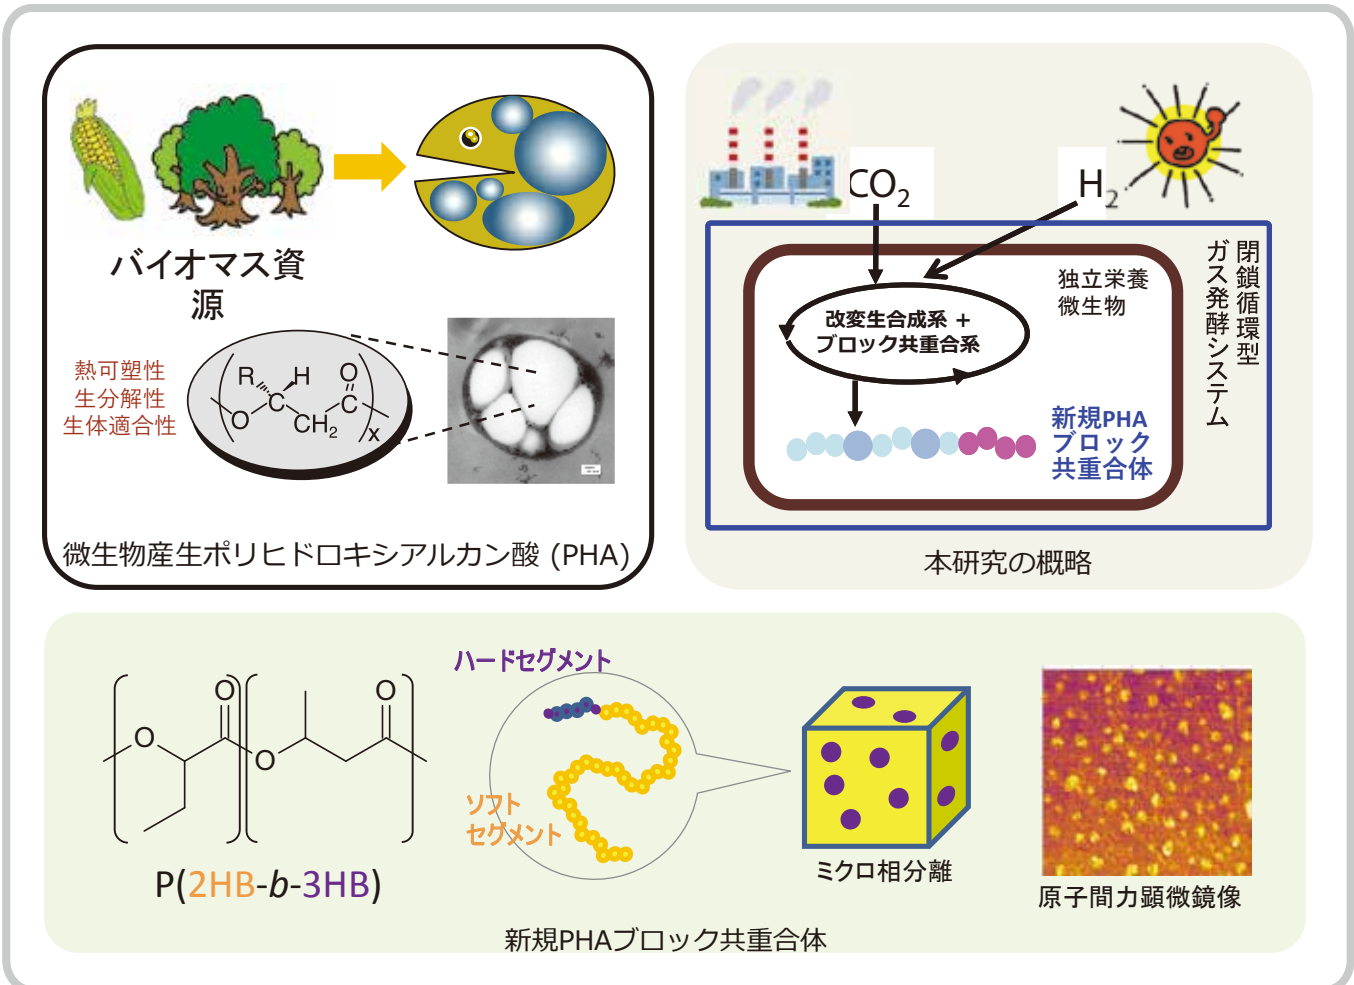 バイオマス資
源
熱可塑性
生分解性
生体適合性
R
H
O
C
C
O
CH2
x
微生物産生ポリヒドロキシアルカン酸 (PHA)
CO2
H2
独立栄養
微生物
改変生合成系 +
ブロック共重合系
新規PHA
ブロック
共重合体
閉鎖循環型
ガス発酵システム
本研究の概略
O
O
O
O
P(2HB-b-3HB)
ハードセグメント
ソフト
セグメント
ミクロ相分離
原子間力顕微鏡像
新規PHAブロック共重合体